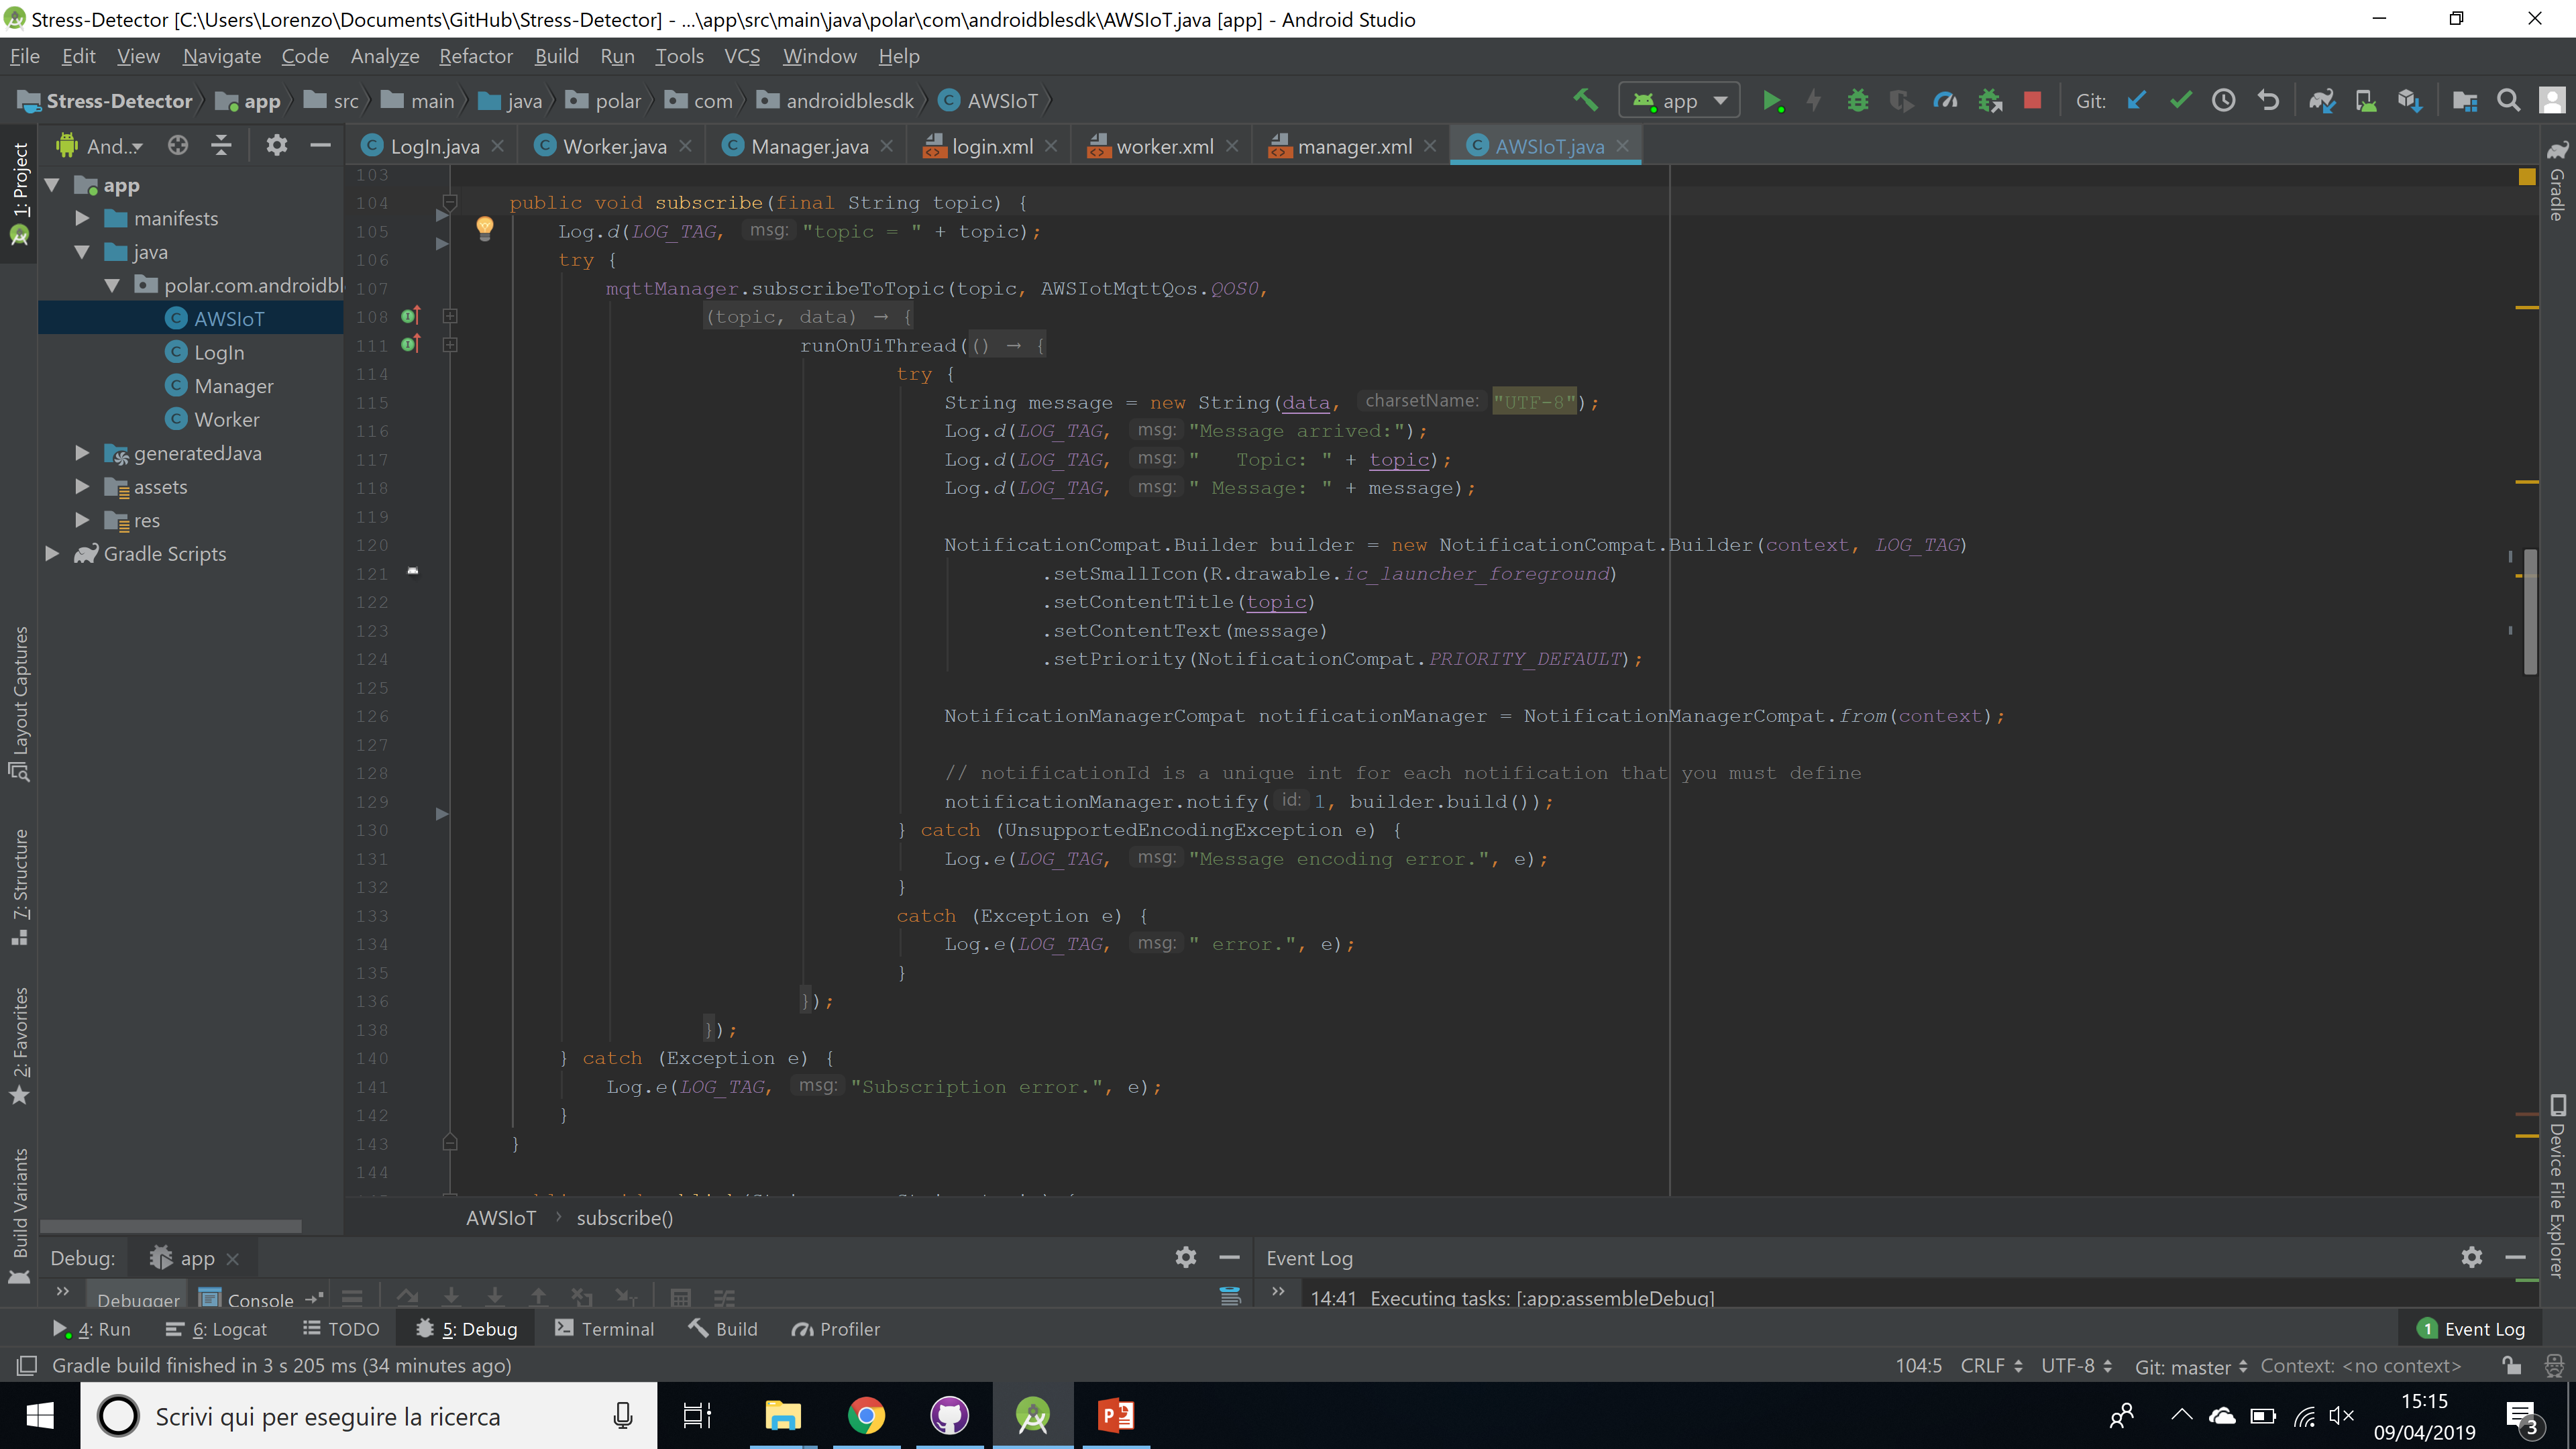 Stress-Detector [C:\Users\Lorenzo\Documents\GitHub\Stress-Detector] - ...\app\src\main\java\polar\com\androidblesdk\AWSIoT.java [app] - Android Studio
File Edit View Navigate Code Analyze Refactor Build Run Tools VCS Window Help
Stress-Detector app src main java polar com androidblesdk AWSIoT app Git:
And... LogIn.java Worker.java Manager.java login.xml worker.xml manager.xml AWSIoT.java
1: Project
Layout Captures
7: Structure
2: Favorites
Build Variants
Gradle
Device File Explorer
app
manifests
java
polar.com.androidbl
AWSIoT
LogIn
Manager
Worker
generatedJava
assets
res
Gradle Scripts
103
104 public void subscribe(final String topic) {
105 Log.d(LOG_TAG, msg: "topic = " + topic);
106 try {
107 mqttManager.subscribeToTopic(topic, AWSIotMqttQos.QOS0,
108 (topic, data) → {
111 runOnUiThread(() → {
114 try {
115 String message = new String(data, charsetName: "UTF-8");
116 Log.d(LOG_TAG, msg: "Message arrived:");
117 Log.d(LOG_TAG, msg: "   Topic: " + topic);
118 Log.d(LOG_TAG, msg: " Message: " + message);
119
120 NotificationCompat.Builder builder = new NotificationCompat.Builder(context, LOG_TAG)
121 .setSmallIcon(R.drawable.ic_launcher_foreground)
122 .setContentTitle(topic)
123 .setContentText(message)
124 .setPriority(NotificationCompat.PRIORITY_DEFAULT);
125
126 NotificationManagerCompat notificationManager = NotificationManagerCompat.from(context);
127
128 // notificationId is a unique int for each notification that you must define
129 notificationManager.notify( id: 1, builder.build());
130 } catch (UnsupportedEncodingException e) {
131 Log.e(LOG_TAG, msg: "Message encoding error.", e);
132 }
133 catch (Exception e) {
134 Log.e(LOG_TAG, msg: " error.", e);
135 }
136 });
138 });
140 } catch (Exception e) {
141 Log.e(LOG_TAG, msg: "Subscription error.", e);
142 }
143 }
144
AWSIoT subscribe()
Debug: app Event Log
Debugger Console 14:41 Executing tasks: [:app:assembleDebug]
4: Run 6: Logcat TODO 5: Debug Terminal Build Profiler 1 Event Log
Gradle build finished in 3 s 205 ms (34 minutes ago) 104:5 CRLF UTF-8 Git: master Context: <no context>
Scrivi qui per eseguire la ricerca
15:15
09/04/2019
3